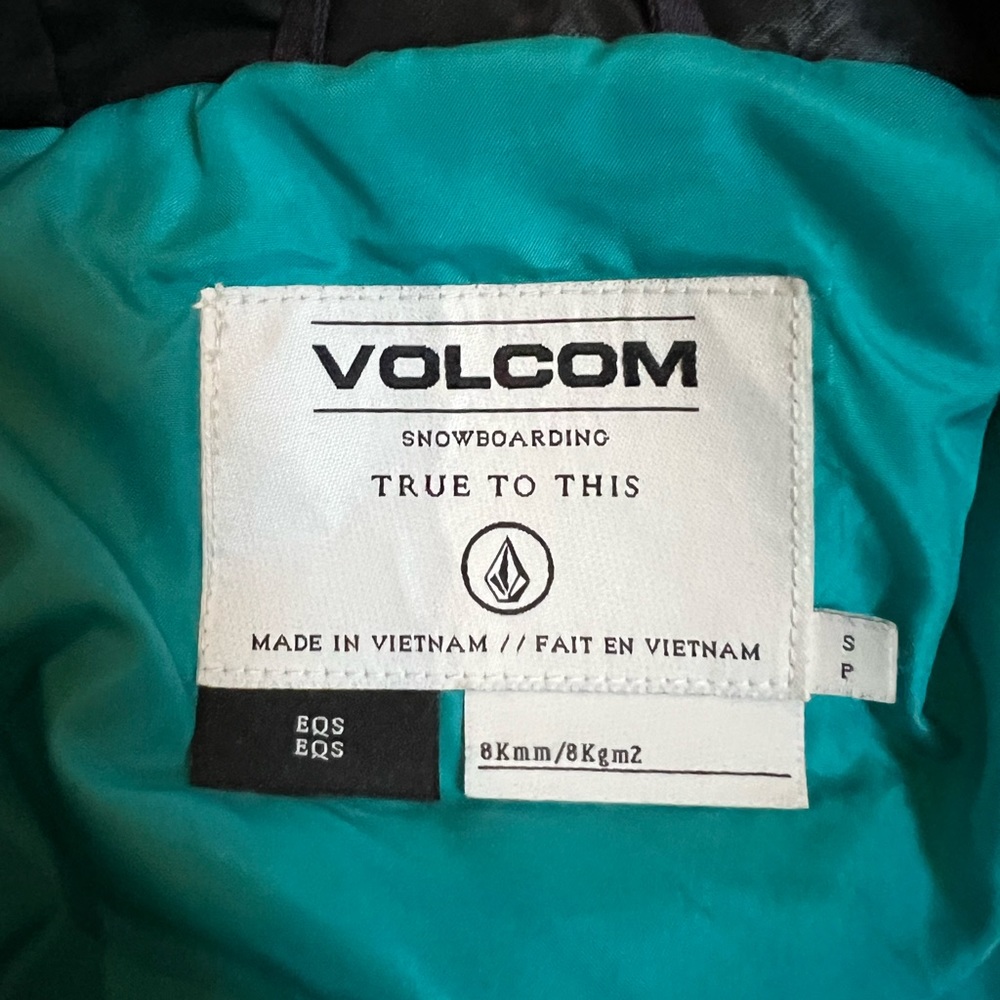 VOLCOM
SNOWBOARDING
TRUE TO THIS
MADE IN VIETNAM // FAIT EN VIETNAM
S
P
EQS
EQS
8Kmm/8Kgm2